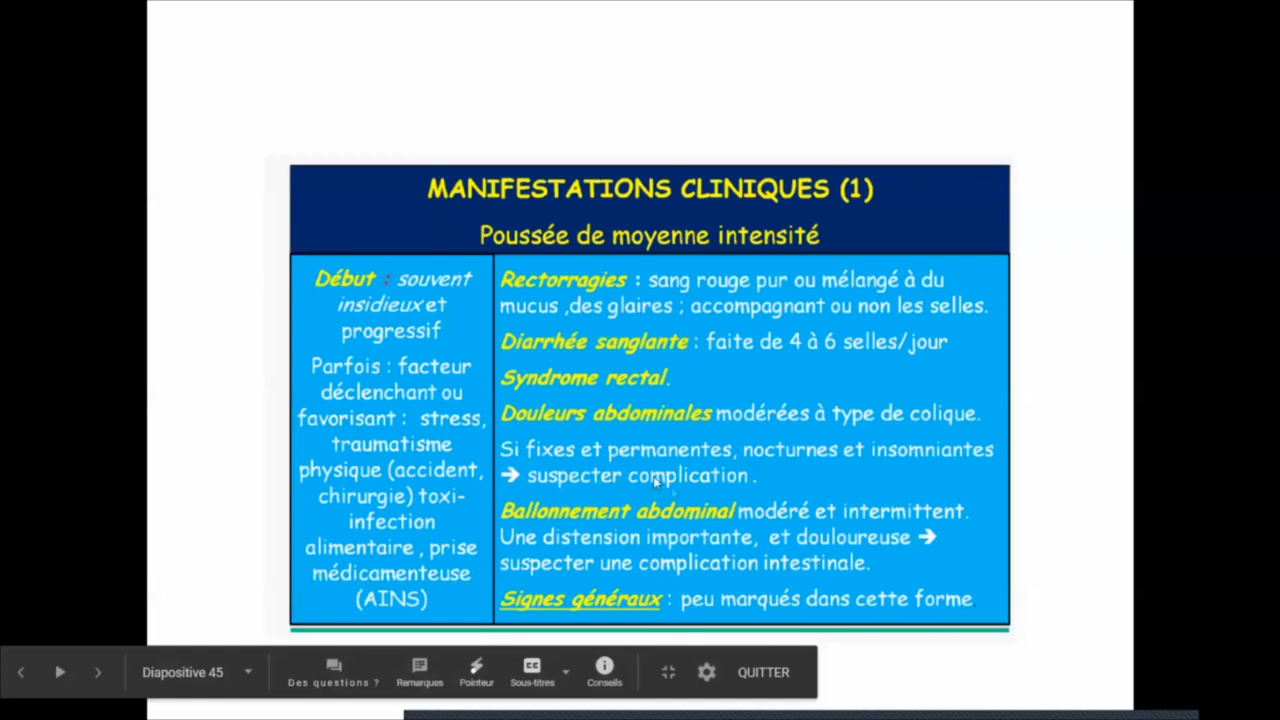 MANIFESTATIONS CLINIQUES (1)
Poussée de moyenne intensité
Début : souvent
insidieux et
progressif
Parfois : facteur
déclenchant ou
favorisant : stress,
traumatisme
physique (accident,
chirurgie) toxi-
infection
alimentaire , prise
médicamenteuse
(AINS)
Rectorragies : sang rouge pur ou mélangé à du
mucus ,des glaires ; accompagnant ou non les selles.
Diarrhée sanglante : faite de 4 à 6 selles/jour
Syndrome rectal.
Douleurs abdominales modérées à type de colique.
Si fixes et permanentes, nocturnes et insomniantes
➔ suspecter complication .
Ballonnement abdominal modéré et intermittent.
Une distension importante, et douloureuse ➔
suspecter une complication intestinale.
Signes généraux : peu marqués dans cette forme.
Diapositive 45
Des questions ?
Remarques
Pointeur
Sous-titres
Conseils
QUITTER